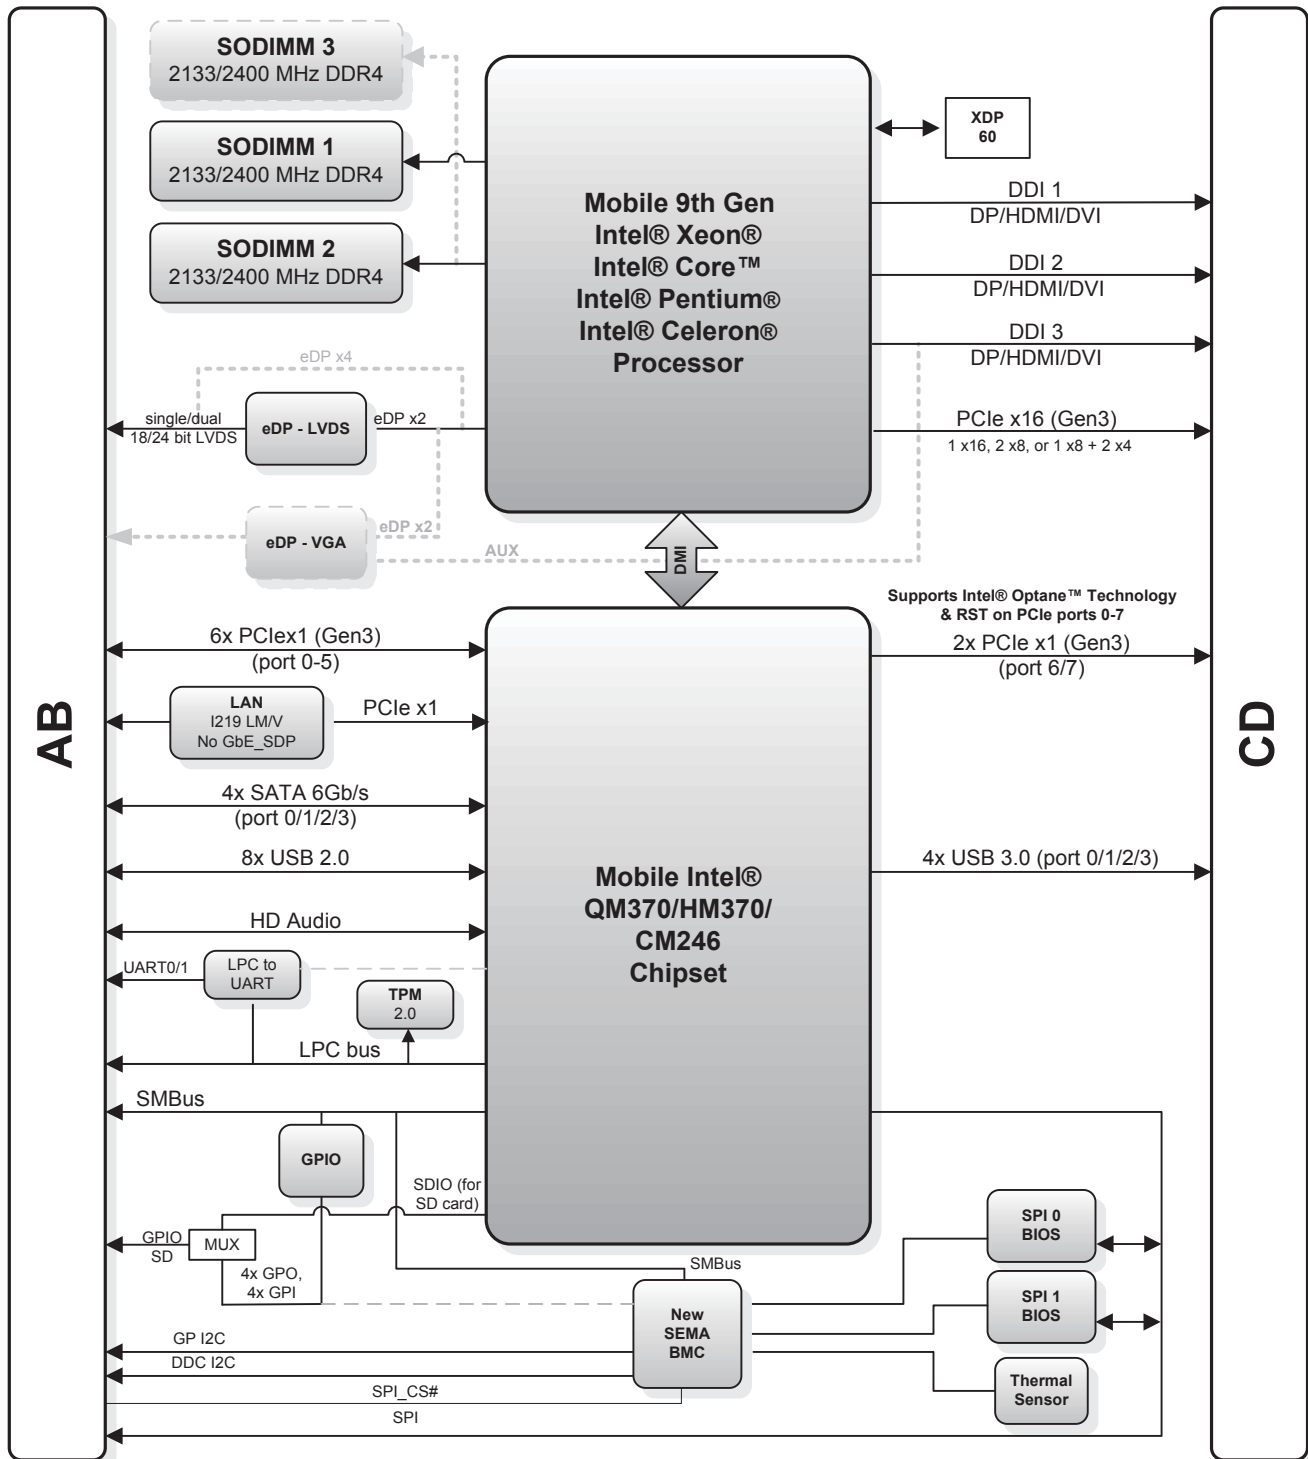 SODIMM 3
2133/2400 MHz DDR4
SODIMM 1
2133/2400 MHz DDR4
SODIMM 2
2133/2400 MHz DDR4
Mobile 9th Gen
Intel® Xeon®
Intel® Core™
Intel® Pentium®
Intel® Celeron®
Processor
XDP
60
DDI 1
DP/HDMI/DVI
DDI 2
DP/HDMI/DVI
DDI 3
DP/HDMI/DVI
PCIe x16 (Gen3)
1 x16, 2 x8, or 1 x8 + 2 x4
eDP x4
single/dual
18/24 bit LVDS
eDP - LVDS
eDP x2
eDP - VGA
eDP x2
AUX
DMI
Supports Intel® Optane™ Technology
& RST on PCIe ports 0-7
2x PCIe x1 (Gen3)
(port 6/7)
6x PCIex1 (Gen3)
(port 0-5)
AB
CD
LAN
I219 LM/V
No GbE_SDP
PCIe x1
4x SATA 6Gb/s
(port 0/1/2/3)
8x USB 2.0
4x USB 3.0 (port 0/1/2/3)
Mobile Intel®
QM370/HM370/
CM246
Chipset
HD Audio
UART0/1
LPC to
UART
TPM
2.0
LPC bus
SMBus
GPIO
SDIO (for
SD card)
GPIO
SD
MUX
4x GPO,
4x GPI
SMBus
New
SEMA
BMC
SPI 0
BIOS
SPI 1
BIOS
Thermal
Sensor
GP I2C
DDC I2C
SPI_CS#
SPI